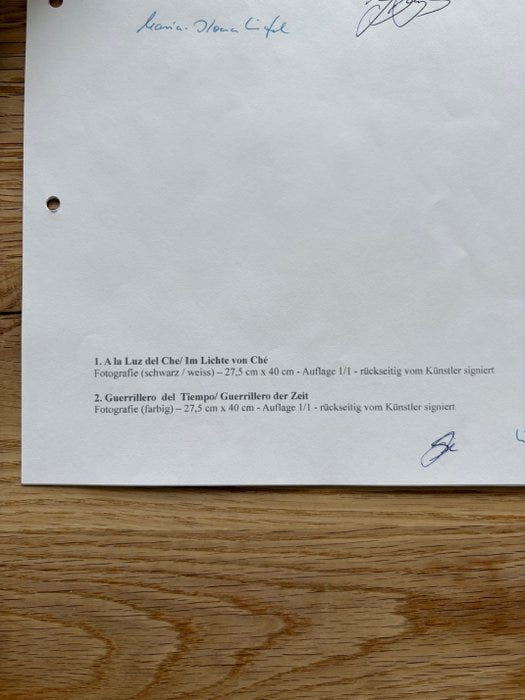 Maria-Ilona
1. A la Luz del Che/ Im Lichte von Ché
Fotografie (schwarz / weiss) – 27,5 cm x 40 cm - Auflage 1/1 - rückseitig vom Künstler signiert
2. Guerrillero del Tiempo/ Guerrillero der Zeit
Fotografie (farbig) – 27,5 cm x 40 cm - Auflage 1/1 - rückseitig vom Künstler signiert